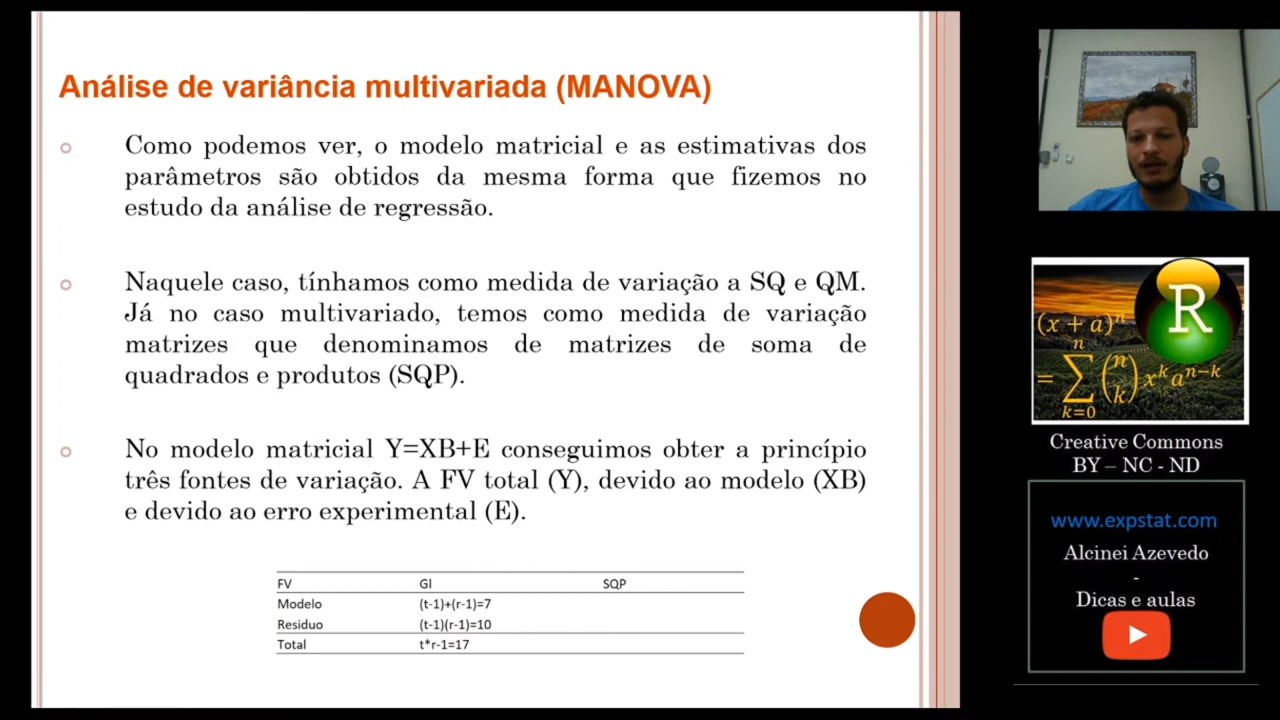 Análise de variância multivariada (MANOVA)
Como podemos ver, o modelo matricial e as estimativas dos
parâmetros são obtidos da mesma forma que fizemos no
estudo da análise de regressão.
Naquele caso, tínhamos como medida de variação a SQ e QM.
Já no caso multivariado, temos como medida de variação
matrizes que denominamos de matrizes de soma de
quadrados e produtos (SQP).
No modelo matricial Y=XB+E conseguimos obter a princípio
três fontes de variação. A FV total (Y), devido ao modelo (XB)
e devido ao erro experimental (E).
FV Gl SQP
Modelo (t-1)+(r-1)=7
Residuo (t-1)(r-1)=10
Total t*r-1=17
R
(x + a)^n
= ∑_{k=0}^{n} (n k) x^k a^{n-k}
Creative Commons
BY – NC - ND
www.expstat.com
Alcinei Azevedo
-
Dicas e aulas